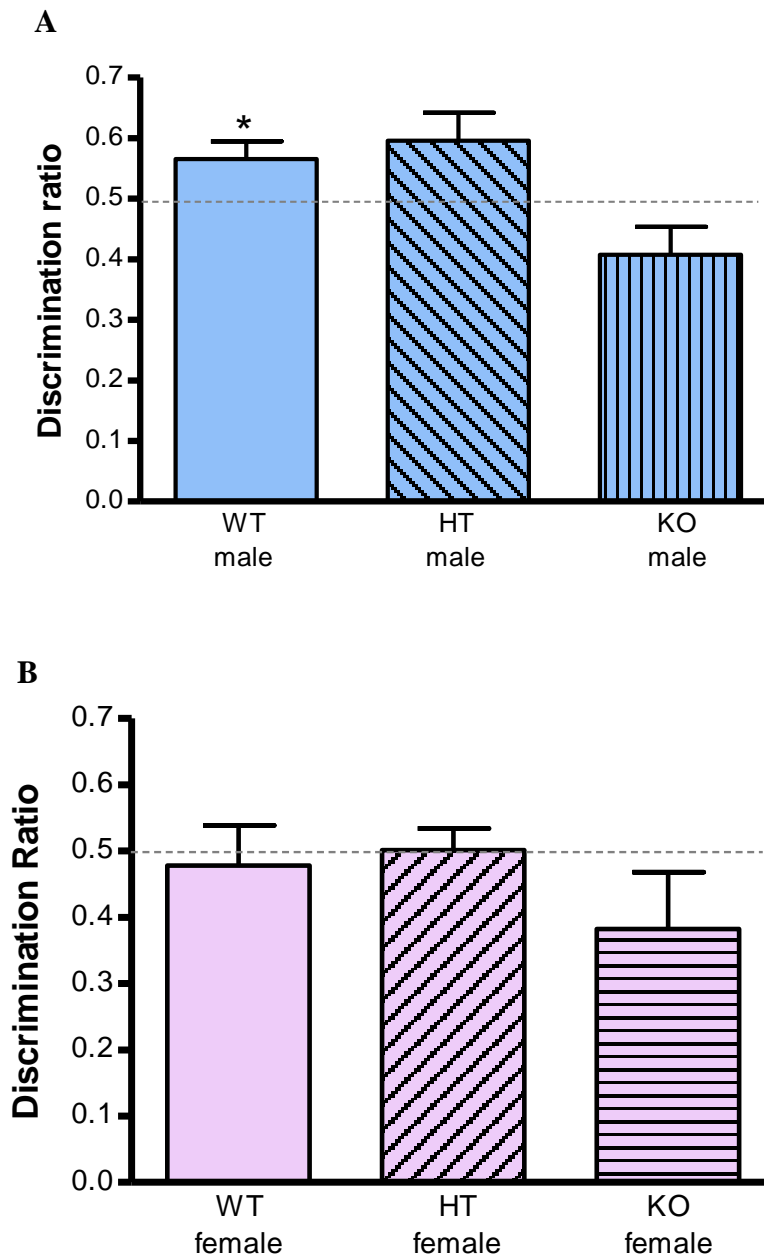 A
Discrimination ratio
0.7
0.6
0.5
0.4
0.3
0.2
0.1
0.0
*
WT HT KO
male male male
B
Discrimination Ratio
0.7
0.6
0.5
0.4
0.3
0.2
0.1
0.0
WT HT KO
female female female